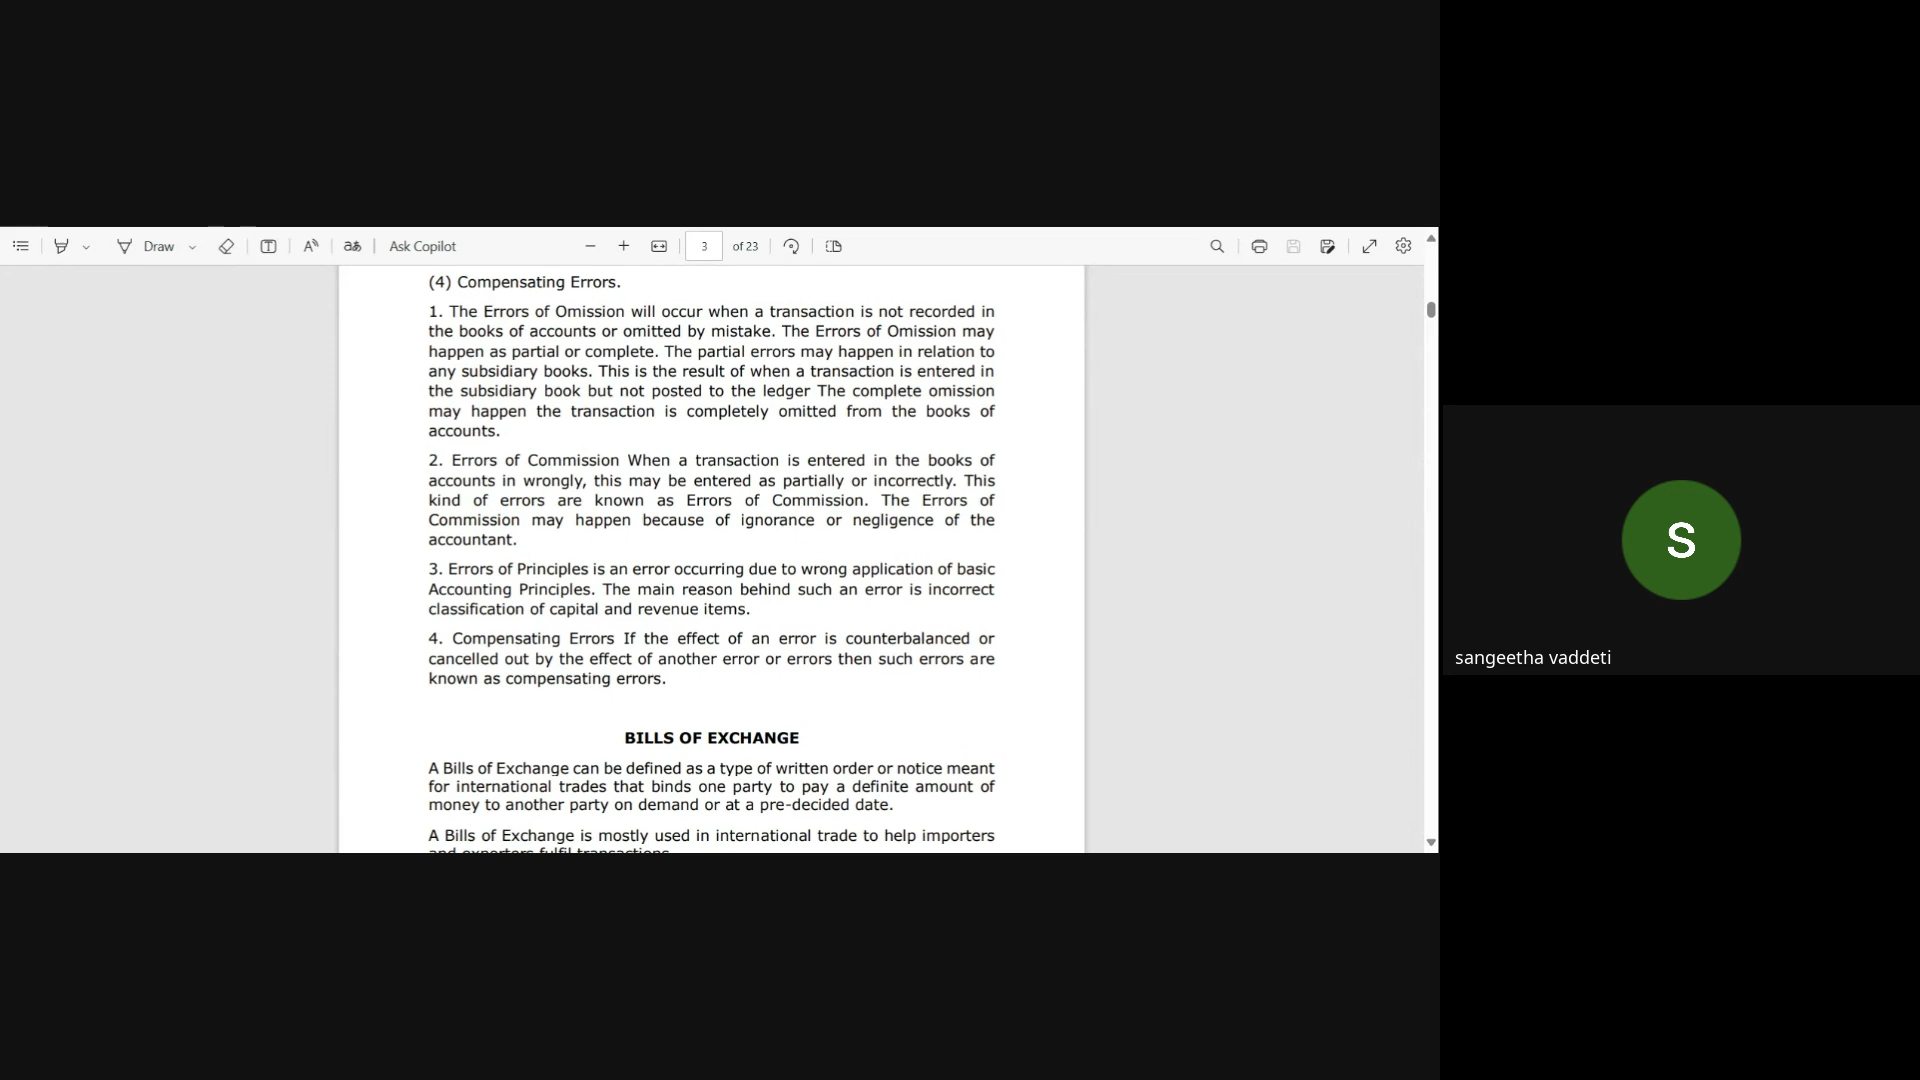 Draw
Ask Copilot
3 of 23
(4) Compensating Errors.
1. The Errors of Omission will occur when a transaction is not recorded in
the books of accounts or omitted by mistake. The Errors of Omission may
happen as partial or complete. The partial errors may happen in relation to
any subsidiary books. This is the result of when a transaction is entered in
the subsidiary book but not posted to the ledger The complete omission
may happen the transaction is completely omitted from the books of
accounts.
2. Errors of Commission When a transaction is entered in the books of
accounts in wrongly, this may be entered as partially or incorrectly. This
kind of errors are known as Errors of Commission. The Errors of
Commission may happen because of ignorance or negligence of the
accountant.
3. Errors of Principles is an error occurring due to wrong application of basic
Accounting Principles. The main reason behind such an error is incorrect
classification of capital and revenue items.
4. Compensating Errors If the effect of an error is counterbalanced or
cancelled out by the effect of another error or errors then such errors are
known as compensating errors.
BILLS OF EXCHANGE
A Bills of Exchange can be defined as a type of written order or notice meant
for international trades that binds one party to pay a definite amount of
money to another party on demand or at a pre-decided date.
A Bills of Exchange is mostly used in international trade to help importers
and exporters fulfil transactions.
S
sangeetha vaddeti